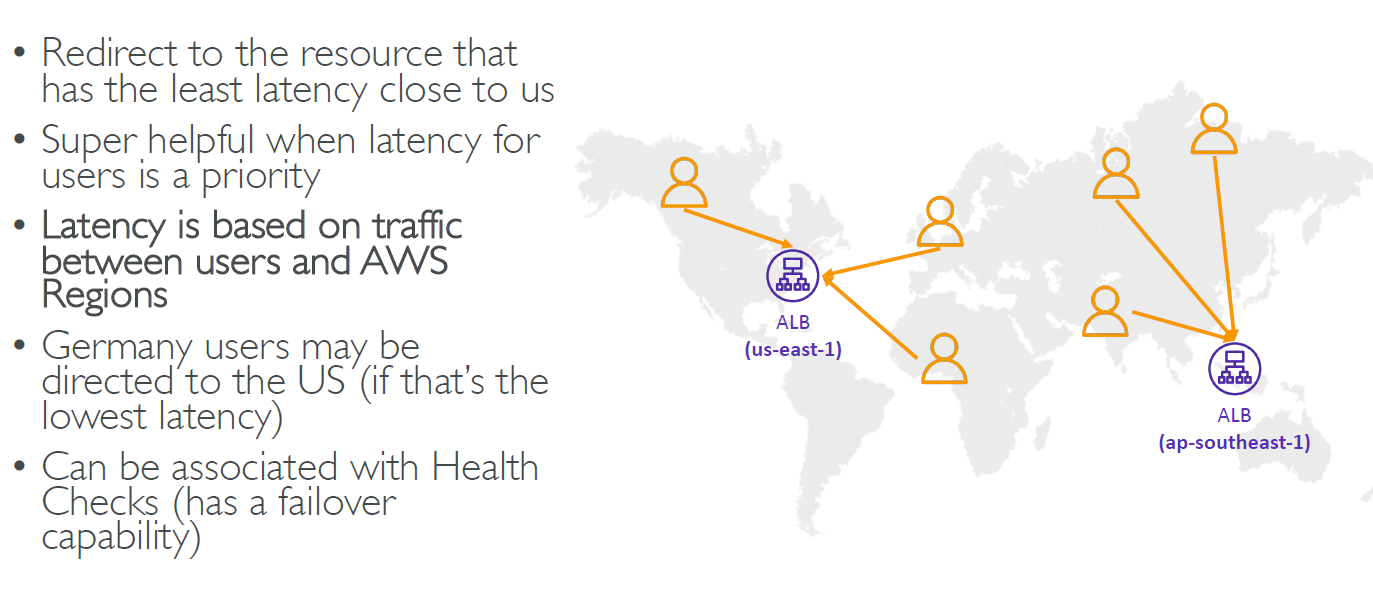 • Redirect to the resource that
has the least latency close to us
• Super helpful when latency for
users is a priority
• Latency is based on traffic
between users and AWS
Regions
• Germany users may be
directed to the US (if that’s the
lowest latency)
• Can be associated with Health
Checks (has a failover
capability)
ALB
(us-east-1)
ALB
(ap-southeast-1)